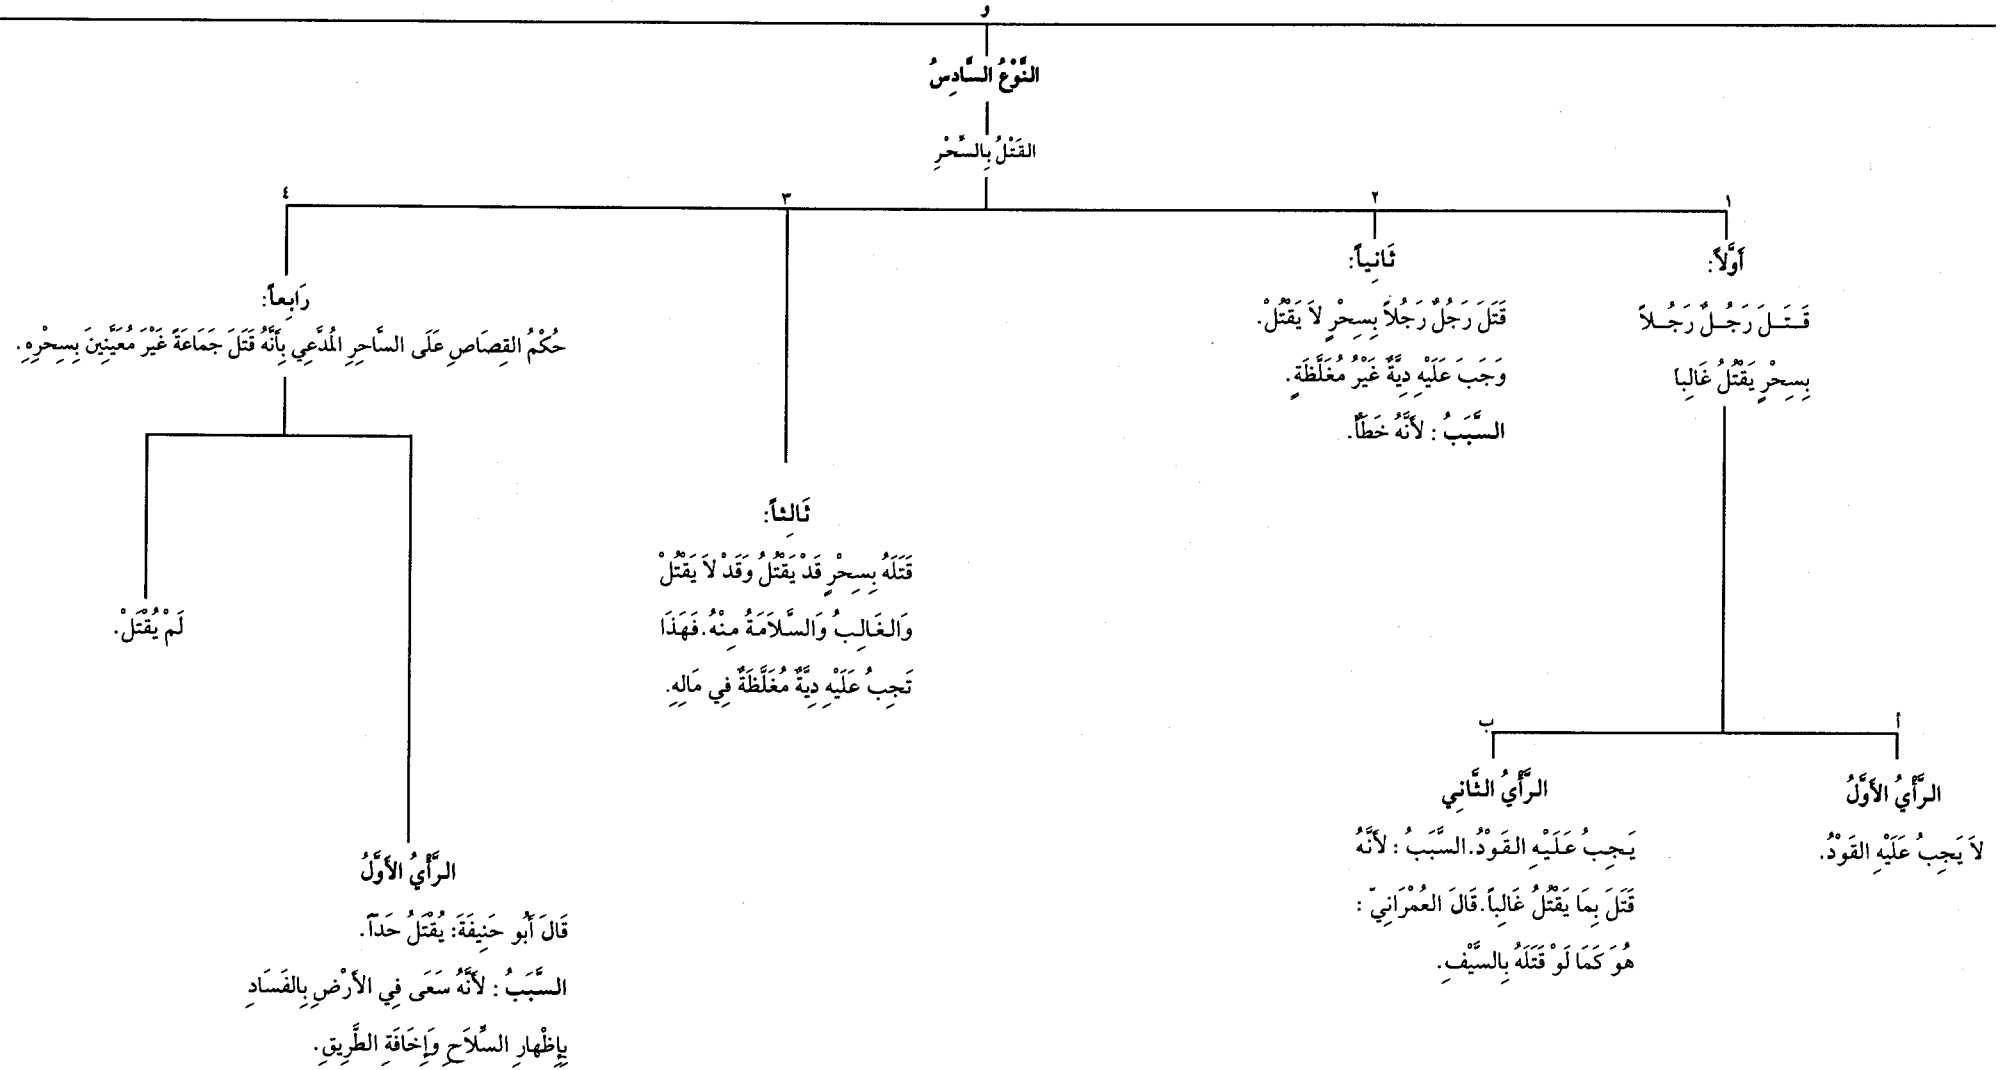 و
النَّوْعُ السَّادِسُ
القَتْلُ بِالسِّحْرِ
١
أَوَّلاً:
قَتَلَ رَجُلٌ رَجُلاً
بِسِحْرٍ يَقْتُلُ غَالِبا
أ
الرَّأْيُ الأَوَّلُ
لاَ يَجِبُ عَلَيْهِ القَوْدُ.
ب
الرَّأْيُ الثَّانِي
يَجِبُ عَلَيْهِ القَوْدُ. السَّبَبُ : لأَنَّهُ
قَتَلَ بِمَا يَقْتُلُ غَالِباً. قَالَ العُمْرَانِيّ :
هُوَ كَمَا لَوْ قَتَلَهُ بِالسَّيْفِ.
٢
ثَانِياً:
قَتَلَ رَجُلٌ رَجُلاً بِسِحْرٍ لاَ يَقْتُلْ.
وَجَبَ عَلَيْهِ دِيَّةٌ غَيْرُ مُغَلَّظَةٍ.
السَّبَبُ : لأَنَّهُ خَطَأٌ.
٣
ثَالِثاً:
قَتَلَهُ بِسِحْرٍ قَدْ يَقْتُلُ وَقَدْ لاَ يَقْتُلْ
وَالغَالِبُ وَالسَّلاَمَةُ مِنْهُ. فَهَذَا
تَجِبُ عَلَيْهِ دِيَّةٌ مُغَلَّظَةٌ فِي مَالِهِ.
٤
رَابِعاً:
حُكْمُ القِصَاصِ عَلَى السَّاحِرِ المُدَّعِي بِأَنَّهُ قَتَلَ جَمَاعَةً غَيْرَ مُعَيَّنِينَ بِسِحْرِهِ.
الرَّأْيُ الأَوَّلُ
قَالَ أَبُو حَنِيفَةَ: يُقْتَلُ حَدّاً.
السَّبَبُ : لأَنَّهُ سَعَى فِي الأَرْضِ بِالفَسَادِ
بِإِظْهَارِ السِّلاَحِ وَإِخَافَةِ الطَّرِيقِ.
لَمْ يُقْتَلْ.